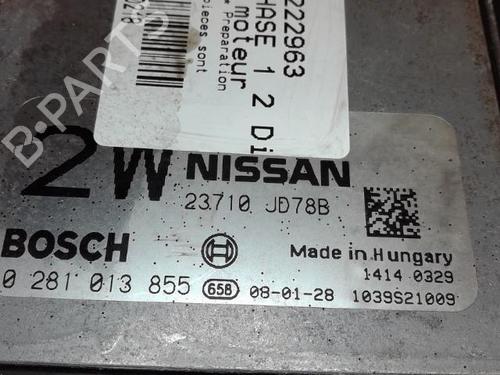 222963
HASE 1 2 Di
moteur
* Preparation
pieces sont
B-PARTS
2W NISSAN
23710 JD78B
BOSCH
Made in Hungary
1414 0329
0 281 013 855 658 08-01-28 1039S21009